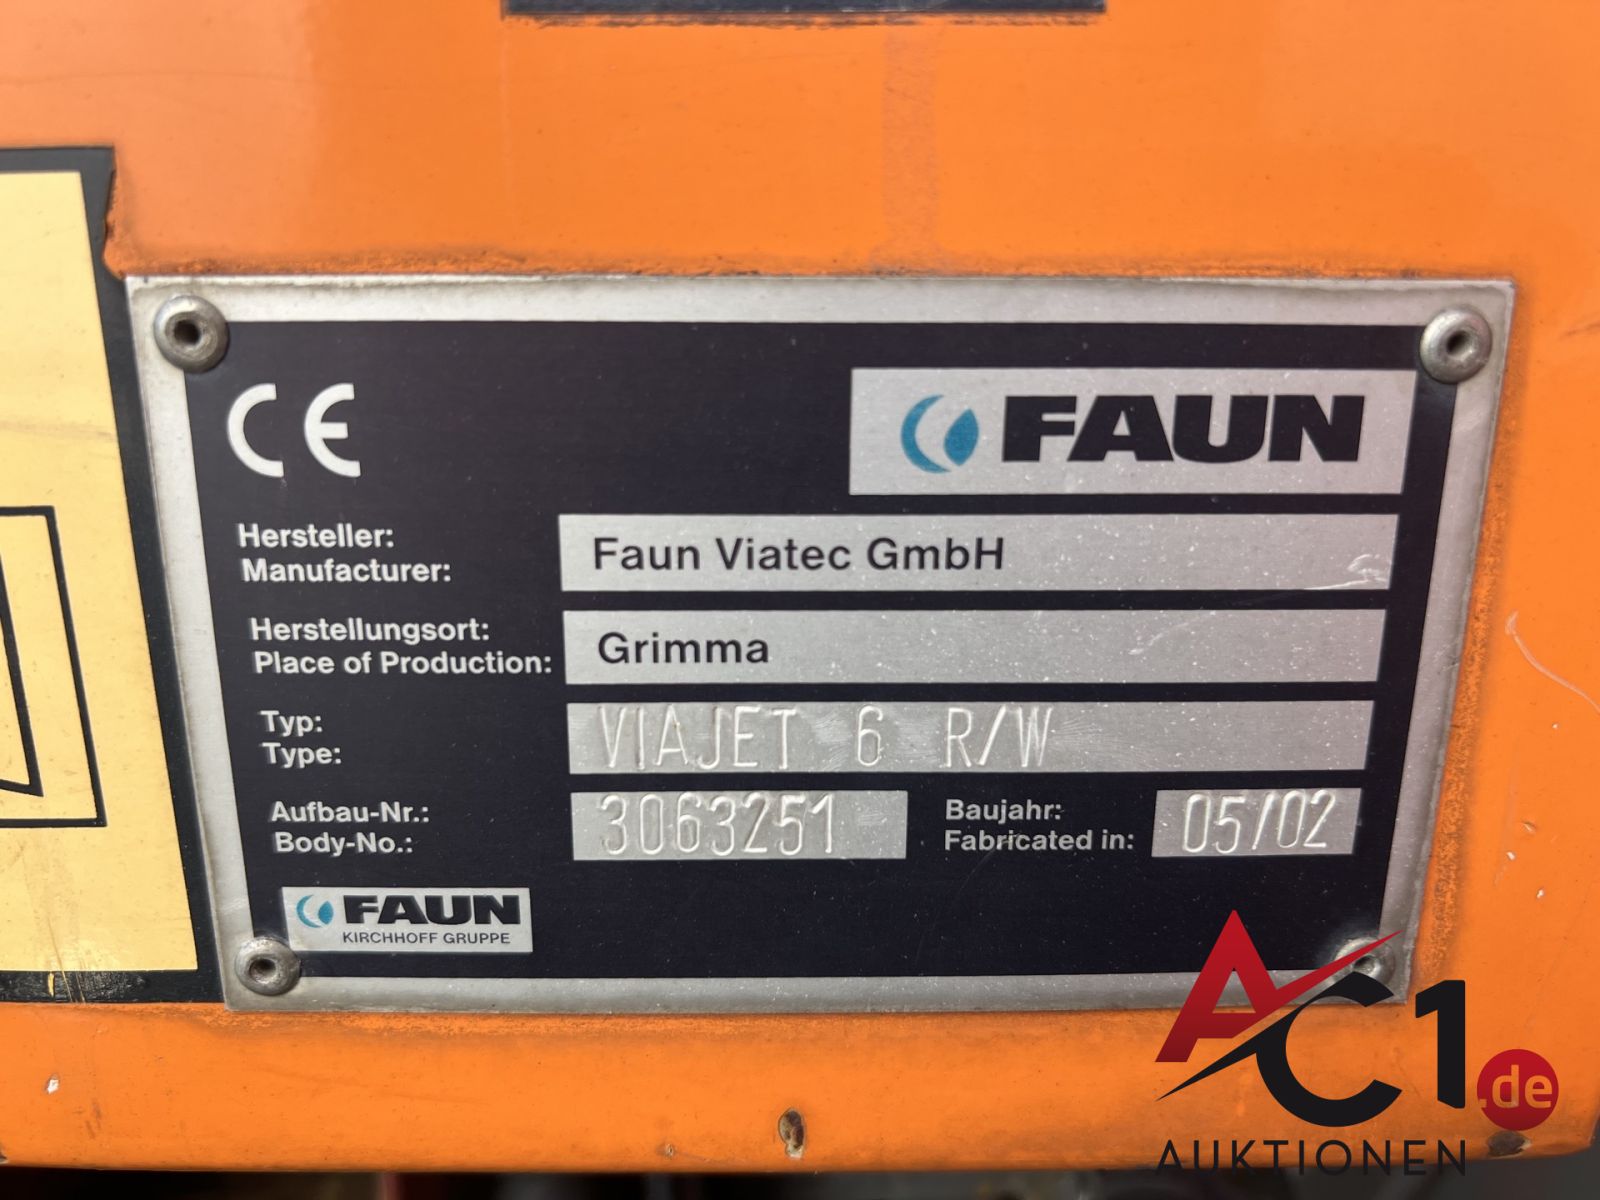 CE
FAUN
Hersteller:
Manufacturer:
Faun Viatec GmbH
Herstellungsort:
Place of Production:
Grimma
Typ:
Type:
VIAJET 6 R/W
Aufbau-Nr.:
Body-No.:
3063251
Baujahr:
Fabricated in:
05/02
FAUN
KIRCHHOFF GRUPPE
AC1.de
AUKTIONEN